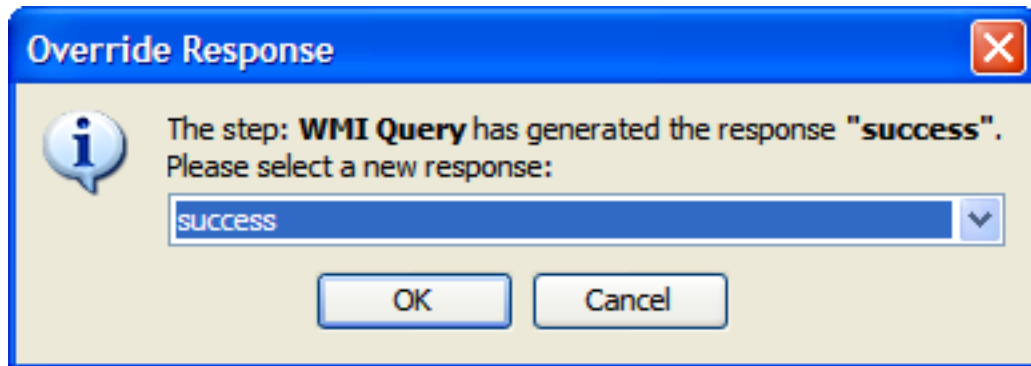 Override Response
The step: WMI Query has generated the response "success".
Please select a new response:
success
OK Cancel